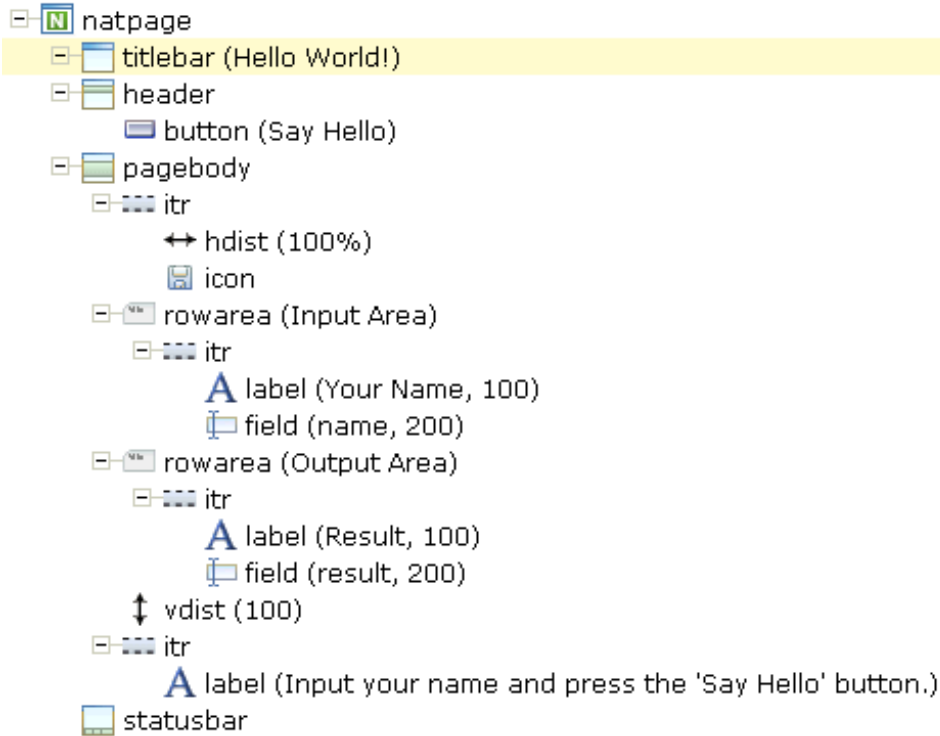 natpage
titlebar (Hello World!)
header
button (Say Hello)
pagebody
itr
hdist (100%)
icon
rowarea (Input Area)
itr
label (Your Name, 100)
field (name, 200)
rowarea (Output Area)
itr
label (Result, 100)
field (result, 200)
vdist (100)
itr
label (Input your name and press the 'Say Hello' button.)
statusbar